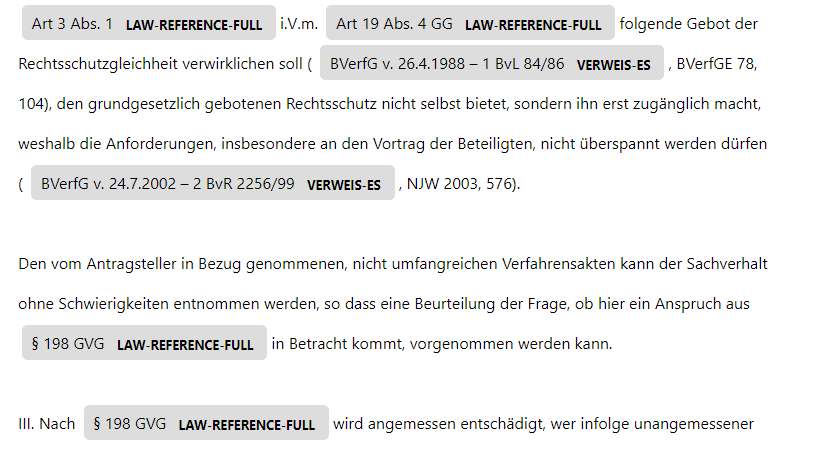 Art 3 Abs. 1 LAW-REFERENCE-FULL i.V.m. Art 19 Abs. 4 GG LAW-REFERENCE-FULL folgende Gebot der
Rechtsschutzgleichheit verwirklichen soll ( BVerfG v. 26.4.1988 – 1 BvL 84/86 VERWEIS-ES , BVerfGE 78,
104), den grundgesetzlich gebotenen Rechtsschutz nicht selbst bietet, sondern ihn erst zugänglich macht,
weshalb die Anforderungen, insbesondere an den Vortrag der Beteiligten, nicht überspannt werden dürfen
( BVerfG v. 24.7.2002 – 2 BvR 2256/99 VERWEIS-ES , NJW 2003, 576).
Den vom Antragsteller in Bezug genommenen, nicht umfangreichen Verfahrensakten kann der Sachverhalt
ohne Schwierigkeiten entnommen werden, so dass eine Beurteilung der Frage, ob hier ein Anspruch aus
§ 198 GVG LAW-REFERENCE-FULL in Betracht kommt, vorgenommen werden kann.
III. Nach § 198 GVG LAW-REFERENCE-FULL wird angemessen entschädigt, wer infolge unangemessener